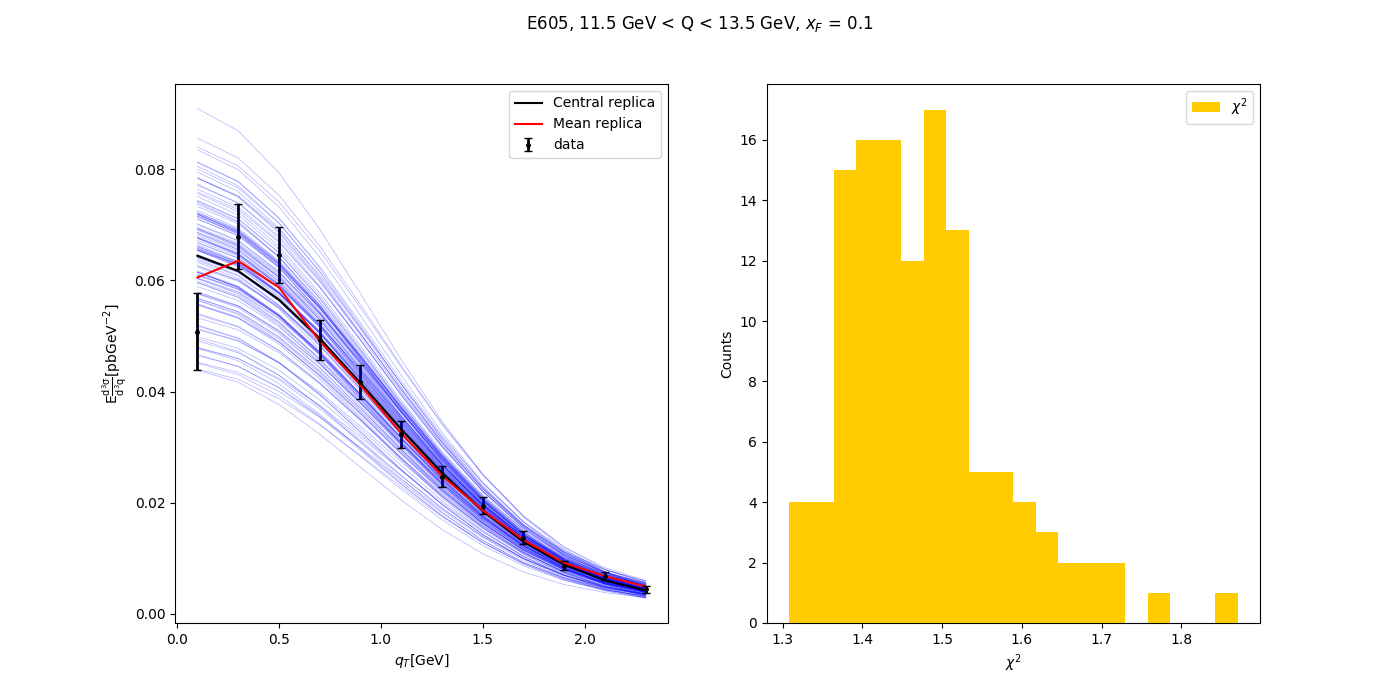 E605, 11.5 GeV < Q < 13.5 GeV, x_F = 0.1
Central replica
Mean replica
data
0.08
0.06
0.04
0.02
0.00
E d³σ/d³q [pbGeV⁻²]
0.0 0.5 1.0 1.5 2.0
q_T[GeV]
χ²
16
14
12
10
8
6
4
2
0
Counts
1.3 1.4 1.5 1.6 1.7 1.8
χ²